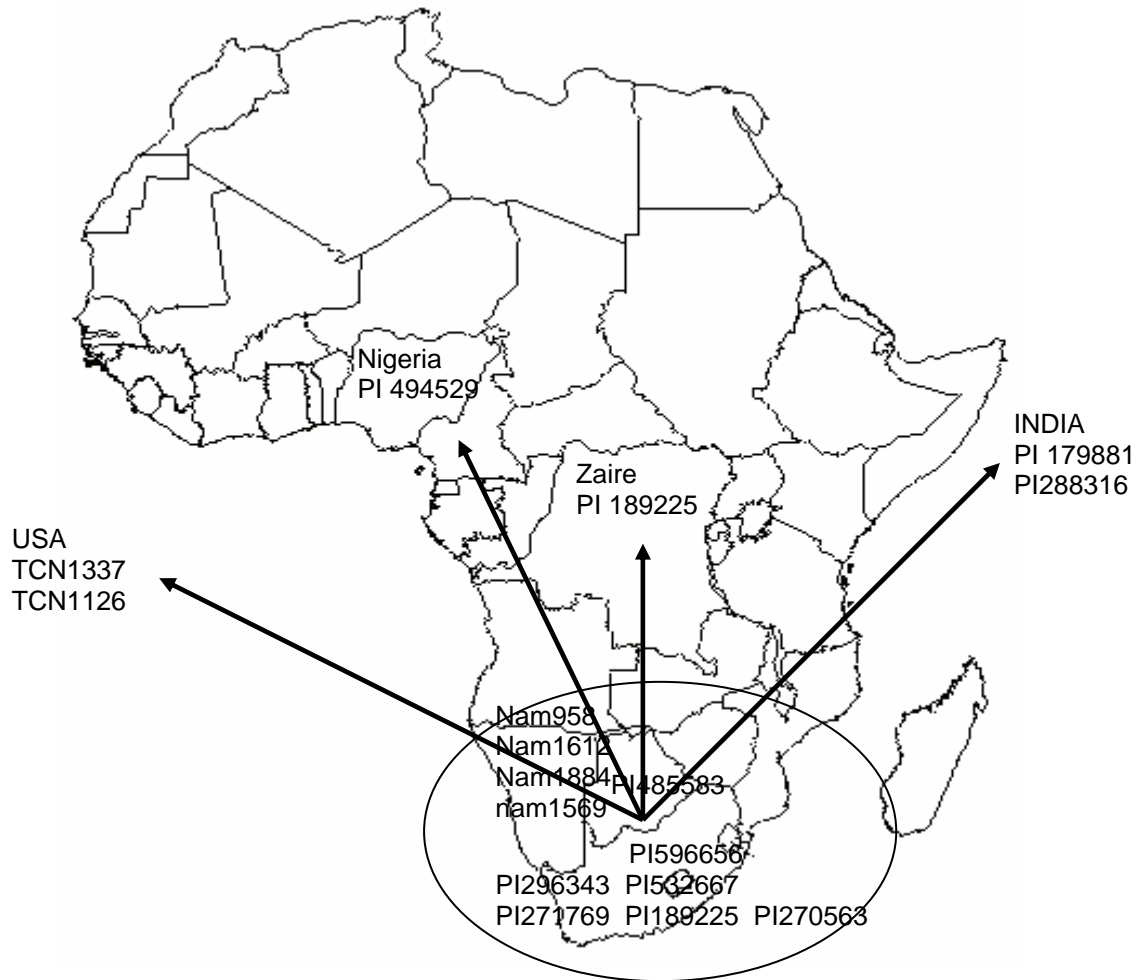 Nigeria
PI 494529
Zaire
PI 189225
INDIA
PI 179881
PI288316
USA
TCN1337
TCN1126
Nam958
Nam1612
Nam1884
PI485583
nam1569
PI596656
PI296343 PI532667
PI271769 PI189225 PI270563